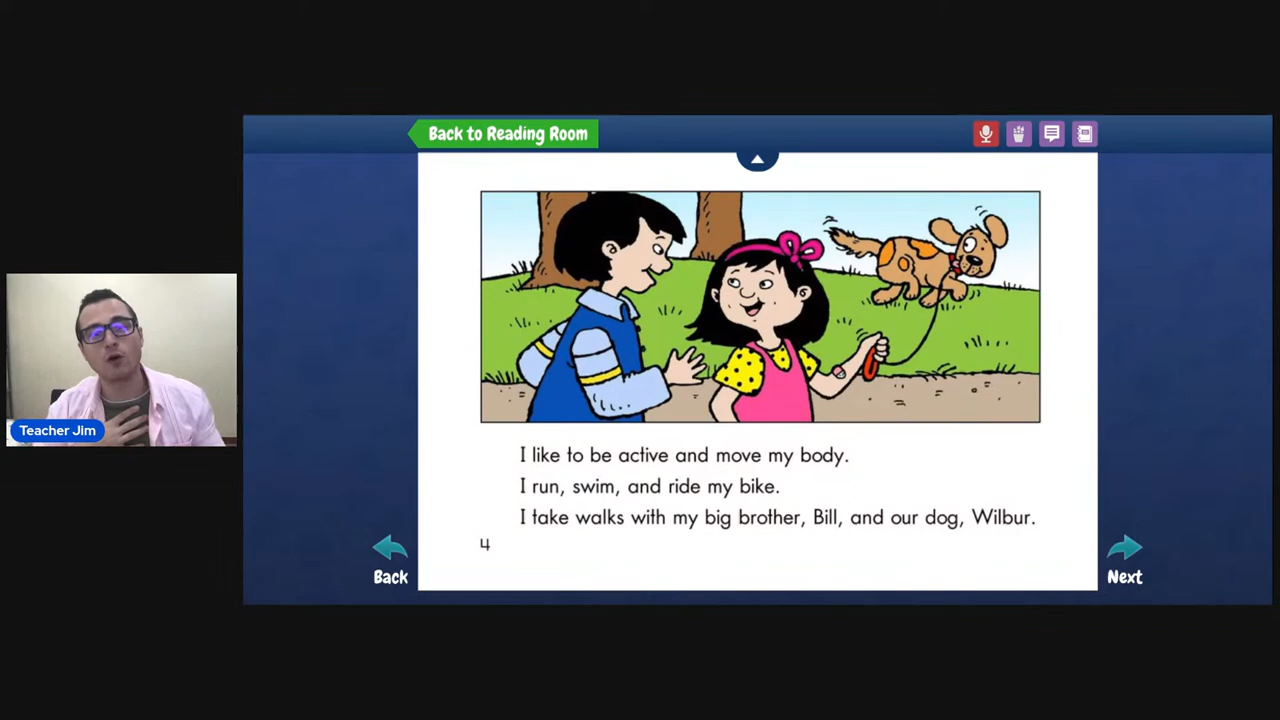 Back to Reading Room
Teacher Jim
I like to be active and move my body.
I run, swim, and ride my bike.
I take walks with my big brother, Bill, and our dog, Wilbur.
4
Back
Next